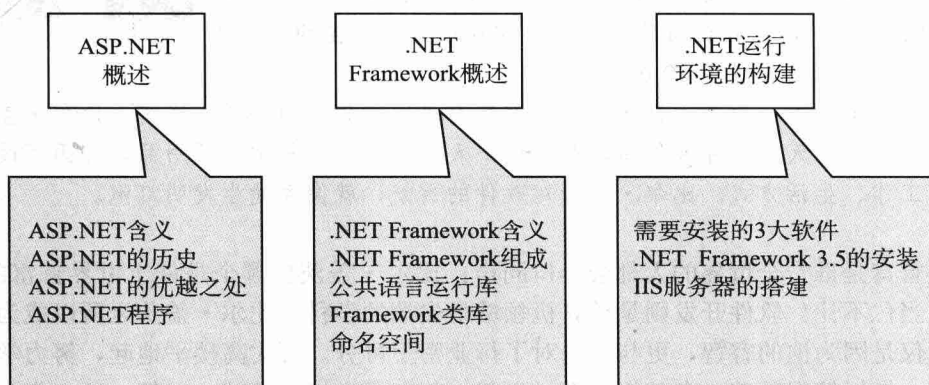 ASP.NET
概述
ASP.NET含义
ASP.NET的历史
ASP.NET的优越之处
ASP.NET程序
.NET
Framework概述
.NET Framework含义
.NET Framework组成
公共语言运行库
Framework类库
命名空间
.NET运行
环境的构建
需要安装的3大软件
.NET Framework 3.5的安装
IIS服务器的搭建